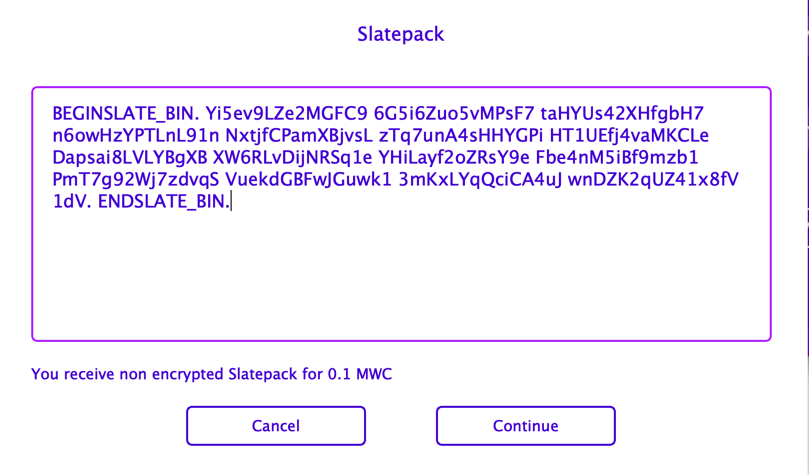 Slatepack
BEGINSLATE_BIN. Yi5ev9LZe2MGFC9 6G5i6Zuo5vMPsF7 taHYUs42XHfgbH7
n6owHzYPTLnL91n NxtjfCPamXBjvsL zTq7unA4sHHYGPi HT1UEfj4vaMKCLe
Dapsai8LVLYBgXB XW6RLvDijNRSq1e YHiLayf2oZRsY9e Fbe4nM5iBf9mzb1
PmT7g92Wj7zdvqS VuekdGBFwJGuwk1 3mKxLYqQciCA4uJ wnDZK2qUZ41x8fV
1dV. ENDSLATE_BIN.
You receive non encrypted Slatepack for 0.1 MWC
Cancel
Continue